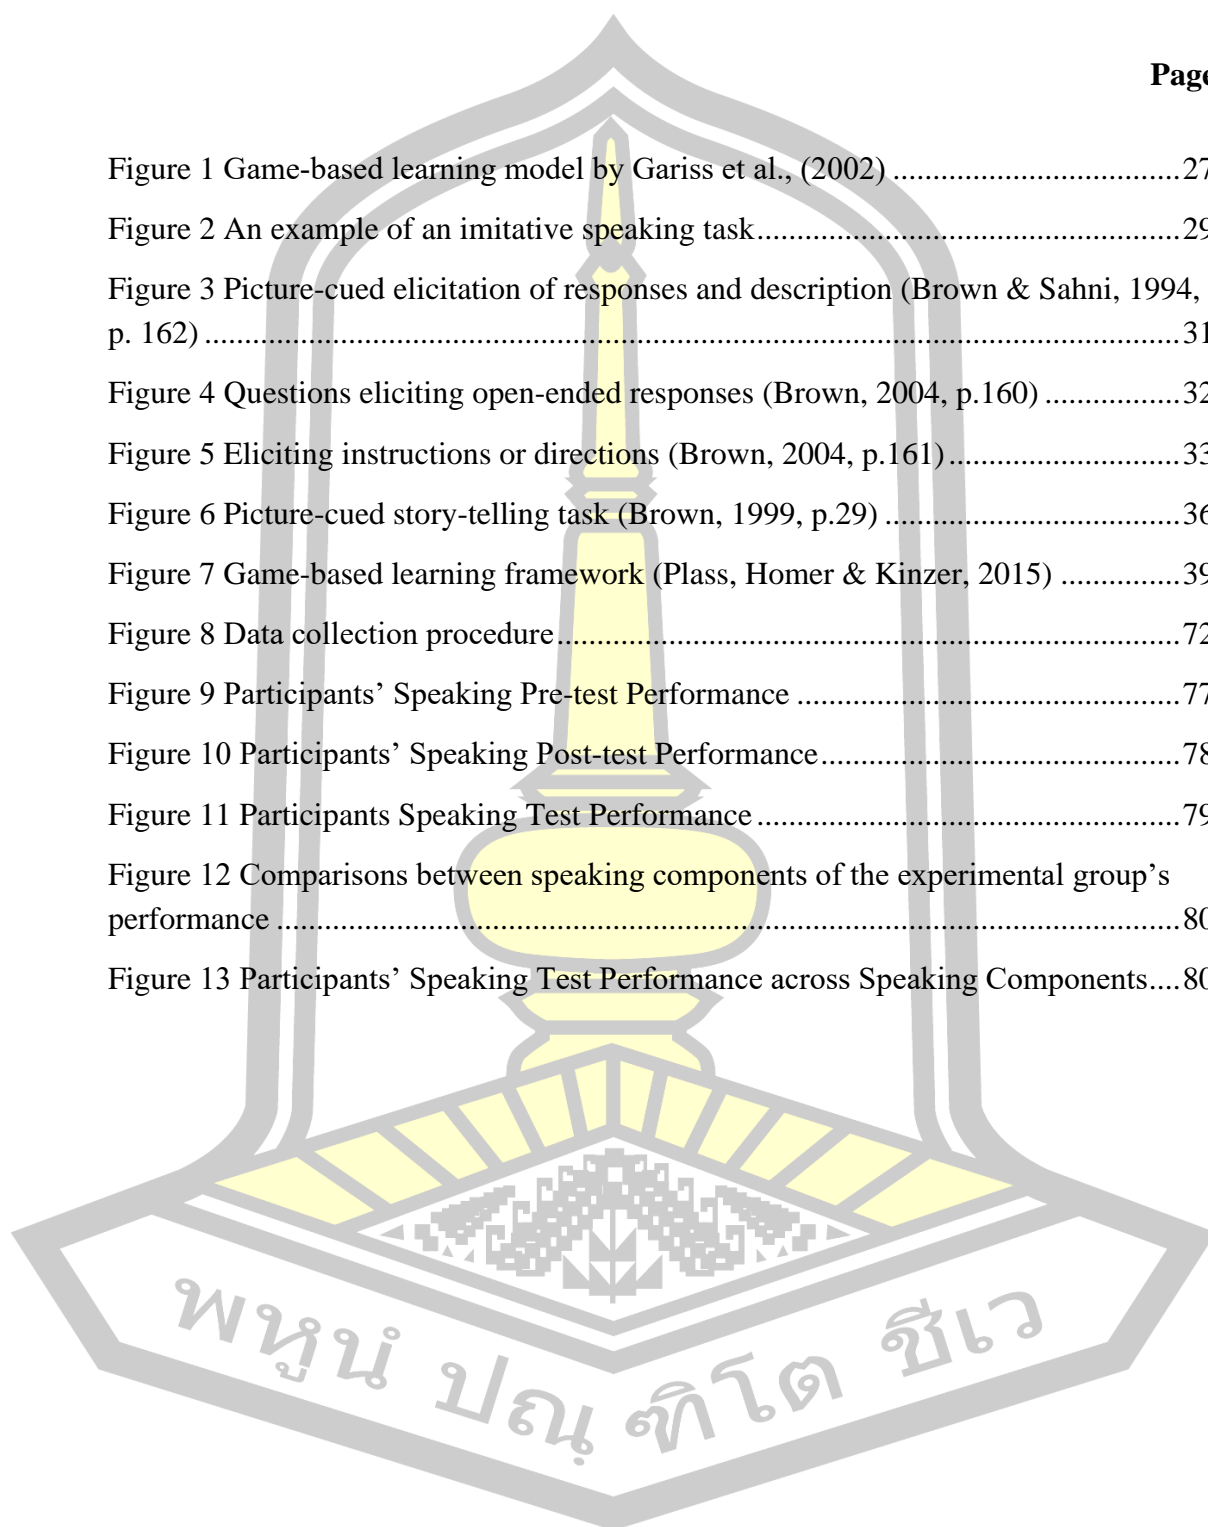 Page
Figure 1 Game-based learning model by Gariss et al., (2002) ....................................27
Figure 2 An example of an imitative speaking task.....................................................29
Figure 3 Picture-cued elicitation of responses and description (Brown & Sahni, 1994,
p. 162) ..........................................................................................................................31
Figure 4 Questions eliciting open-ended responses (Brown, 2004, p.160) .................32
Figure 5 Eliciting instructions or directions (Brown, 2004, p.161).............................33
Figure 6 Picture-cued story-telling task (Brown, 1999, p.29) .....................................36
Figure 7 Game-based learning framework (Plass, Homer & Kinzer, 2015) ...............39
Figure 8 Data collection procedure..............................................................................72
Figure 9 Participants’ Speaking Pre-test Performance ................................................77
Figure 10 Participants’ Speaking Post-test Performance.............................................78
Figure 11 Participants Speaking Test Performance .....................................................79
Figure 12 Comparisons between speaking components of the experimental group’s
performance .................................................................................................................80
Figure 13 Participants’ Speaking Test Performance across Speaking Components....80
พหูนํ ปณฺฑิโต ชีเว